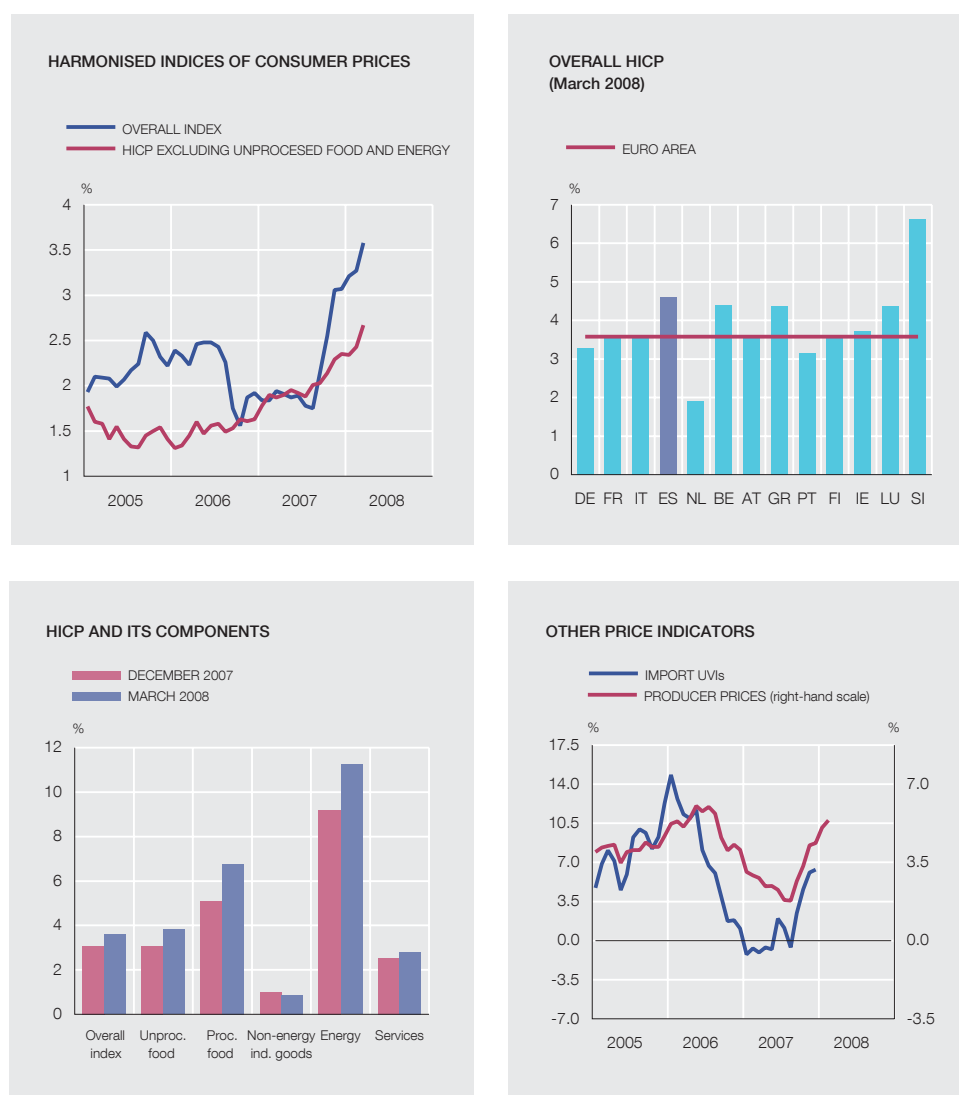 HARMONISED INDICES OF CONSUMER PRICES
OVERALL INDEX
HICP EXCLUDING UNPROCESED FOOD AND ENERGY
%
4
3.5
3
2.5
2
1.5
1
2005 2006 2007 2008
OVERALL HICP
(March 2008)
EURO AREA
%
7
6
5
4
3
2
1
0
DE FR IT ES NL BE AT GR PT FI IE LU SI
HICP AND ITS COMPONENTS
DECEMBER 2007
MARCH 2008
%
12
10
8
6
4
2
0
Overall Unproc. Proc. Non-energy Energy Services
index food food ind. goods
OTHER PRICE INDICATORS
IMPORT UVIs
PRODUCER PRICES (right-hand scale)
% %
17.5
14.0 7.0
10.5
7.0 3.5
3.5
0.0 0.0
-3.5
-7.0 -3.5
2005 2006 2007 2008